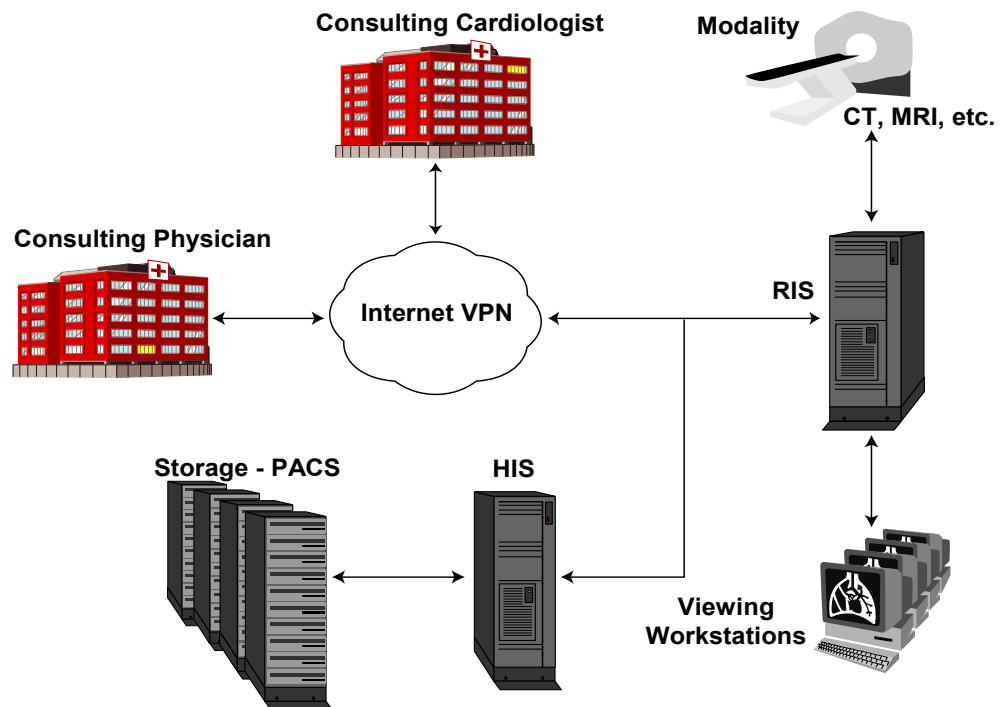 Consulting Cardiologist
Modality
CT, MRI, etc.
Consulting Physician
Internet VPN
RIS
Storage - PACS
HIS
Viewing
Workstations